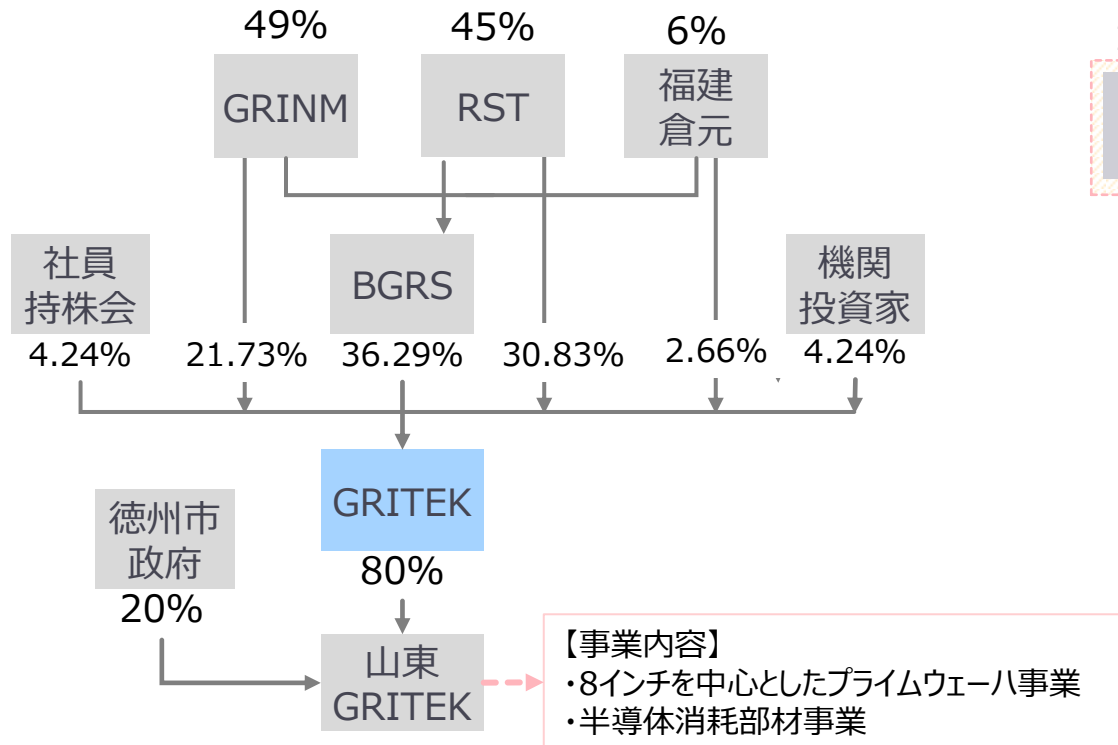 49%
45%
6%
GRINM
RST
福建
倉元
社員
持株会
BGRS
機関
投資家
4.24%
21.73%
36.29%
30.83%
2.66%
4.24%
GRITEK
徳州市
政府
80%
20%
山東
GRITEK
【事業内容】
・8インチを中心としたプライムウェーハ事業
・半導体消耗部材事業